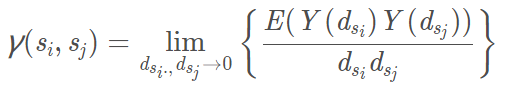 γ(s_i, s_j) = lim_{d_{s_i}., d_{s_j} → 0} { E(Y(d_{s_i}) Y(d_{s_j})) / d_{s_i} d_{s_j} }